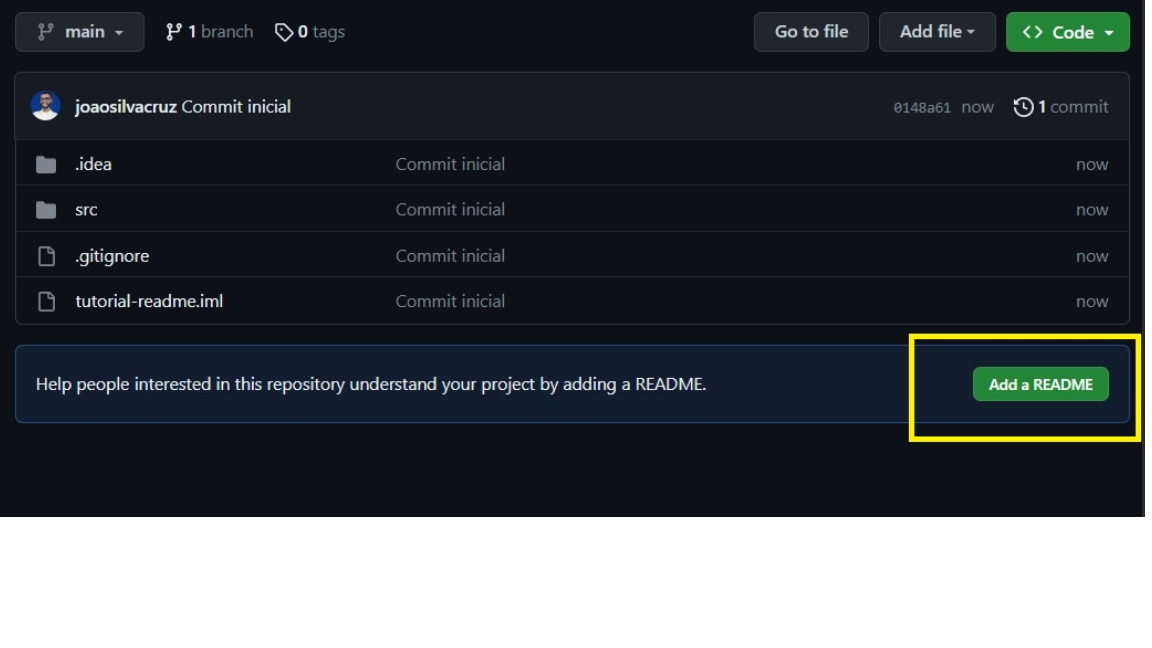 main 1 branch 0 tags Go to file Add file Code
joaosilvacruz Commit inicial 0148a61 now 1 commit
.idea Commit inicial now
src Commit inicial now
.gitignore Commit inicial now
tutorial-readme.iml Commit inicial now
Help people interested in this repository understand your project by adding a README. Add a README